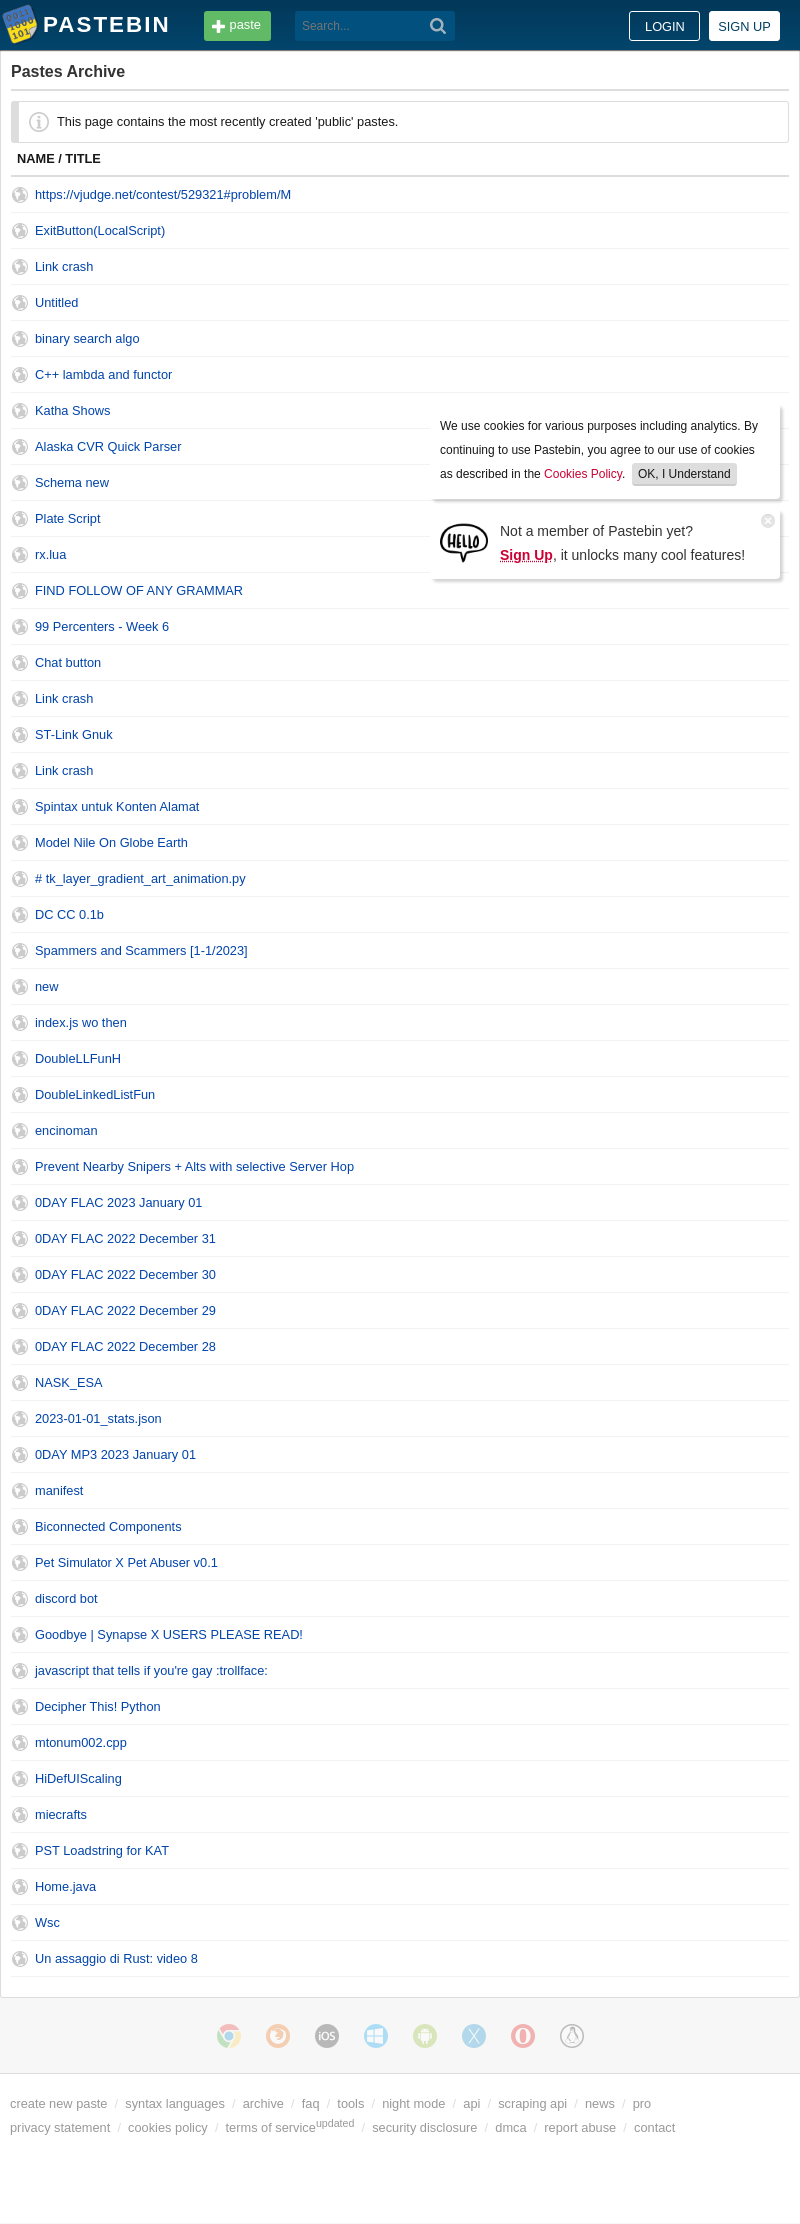 PASTEBIN paste Search... LOGIN SIGN UP
Pastes Archive
This page contains the most recently created 'public' pastes.
NAME / TITLE
https://vjudge.net/contest/529321#problem/M
ExitButton(LocalScript)
Link crash
Untitled
binary search algo
C++ lambda and functor
Katha Shows
Alaska CVR Quick Parser
Schema new
Plate Script
rx.lua
FIND FOLLOW OF ANY GRAMMAR
We use cookies for various purposes including analytics. By
continuing to use Pastebin, you agree to our use of cookies
as described in the Cookies Policy. OK, I Understand
HELLO
Not a member of Pastebin yet?
Sign Up, it unlocks many cool features!
99 Percenters - Week 6
Chat button
Link crash
ST-Link Gnuk
Link crash
Spintax untuk Konten Alamat
Model Nile On Globe Earth
# tk_layer_gradient_art_animation.py
DC CC 0.1b
Spammers and Scammers [1-1/2023]
new
index.js wo then
DoubleLLFunH
DoubleLinkedListFun
encinoman
Prevent Nearby Snipers + Alts with selective Server Hop
0DAY FLAC 2023 January 01
0DAY FLAC 2022 December 31
0DAY FLAC 2022 December 30
0DAY FLAC 2022 December 29
0DAY FLAC 2022 December 28
NASK_ESA
2023-01-01_stats.json
0DAY MP3 2023 January 01
manifest
Biconnected Components
Pet Simulator X Pet Abuser v0.1
discord bot
Goodbye | Synapse X USERS PLEASE READ!
javascript that tells if you're gay :trollface:
Decipher This! Python
mtonum002.cpp
HiDefUIScaling
miecrafts
PST Loadstring for KAT
Home.java
Wsc
Un assaggio di Rust: video 8
iOS
create new paste / syntax languages / archive / faq / tools / night mode / api / scraping api / news / pro
privacy statement / cookies policy / terms of service updated / security disclosure / dmca / report abuse / contact